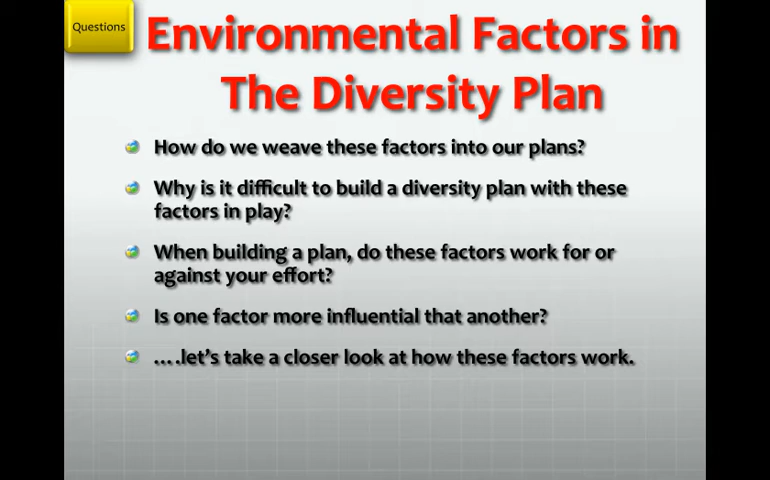 Questions
Environmental Factors in
The Diversity Plan
How do we weave these factors into our plans?
Why is it difficult to build a diversity plan with these
factors in play?
When building a plan, do these factors work for or
against your effort?
Is one factor more influential that another?
….let's take a closer look at how these factors work.